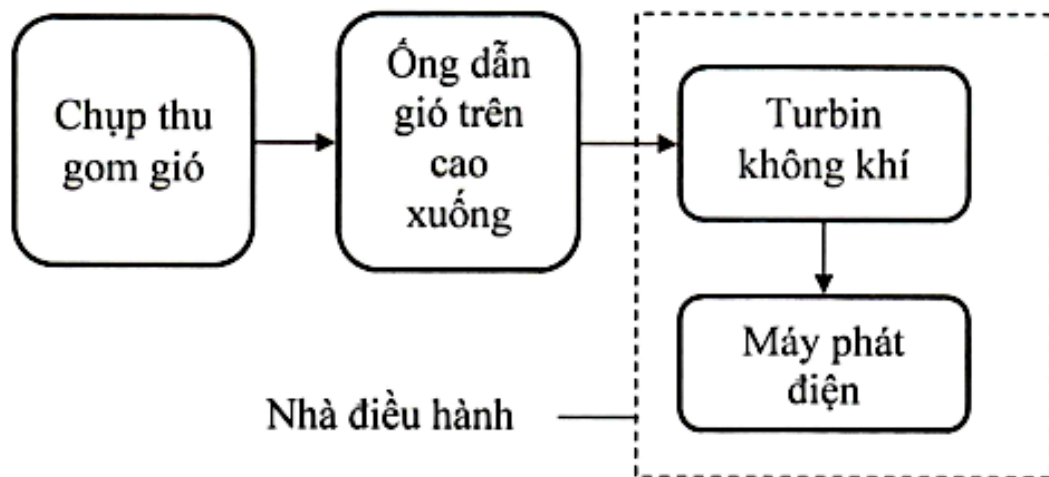 Chụp thu
gom gió
Ống dẫn
gió trên
cao
xuống
Turbin
không khí
Máy phát
điện
Nhà điều hành